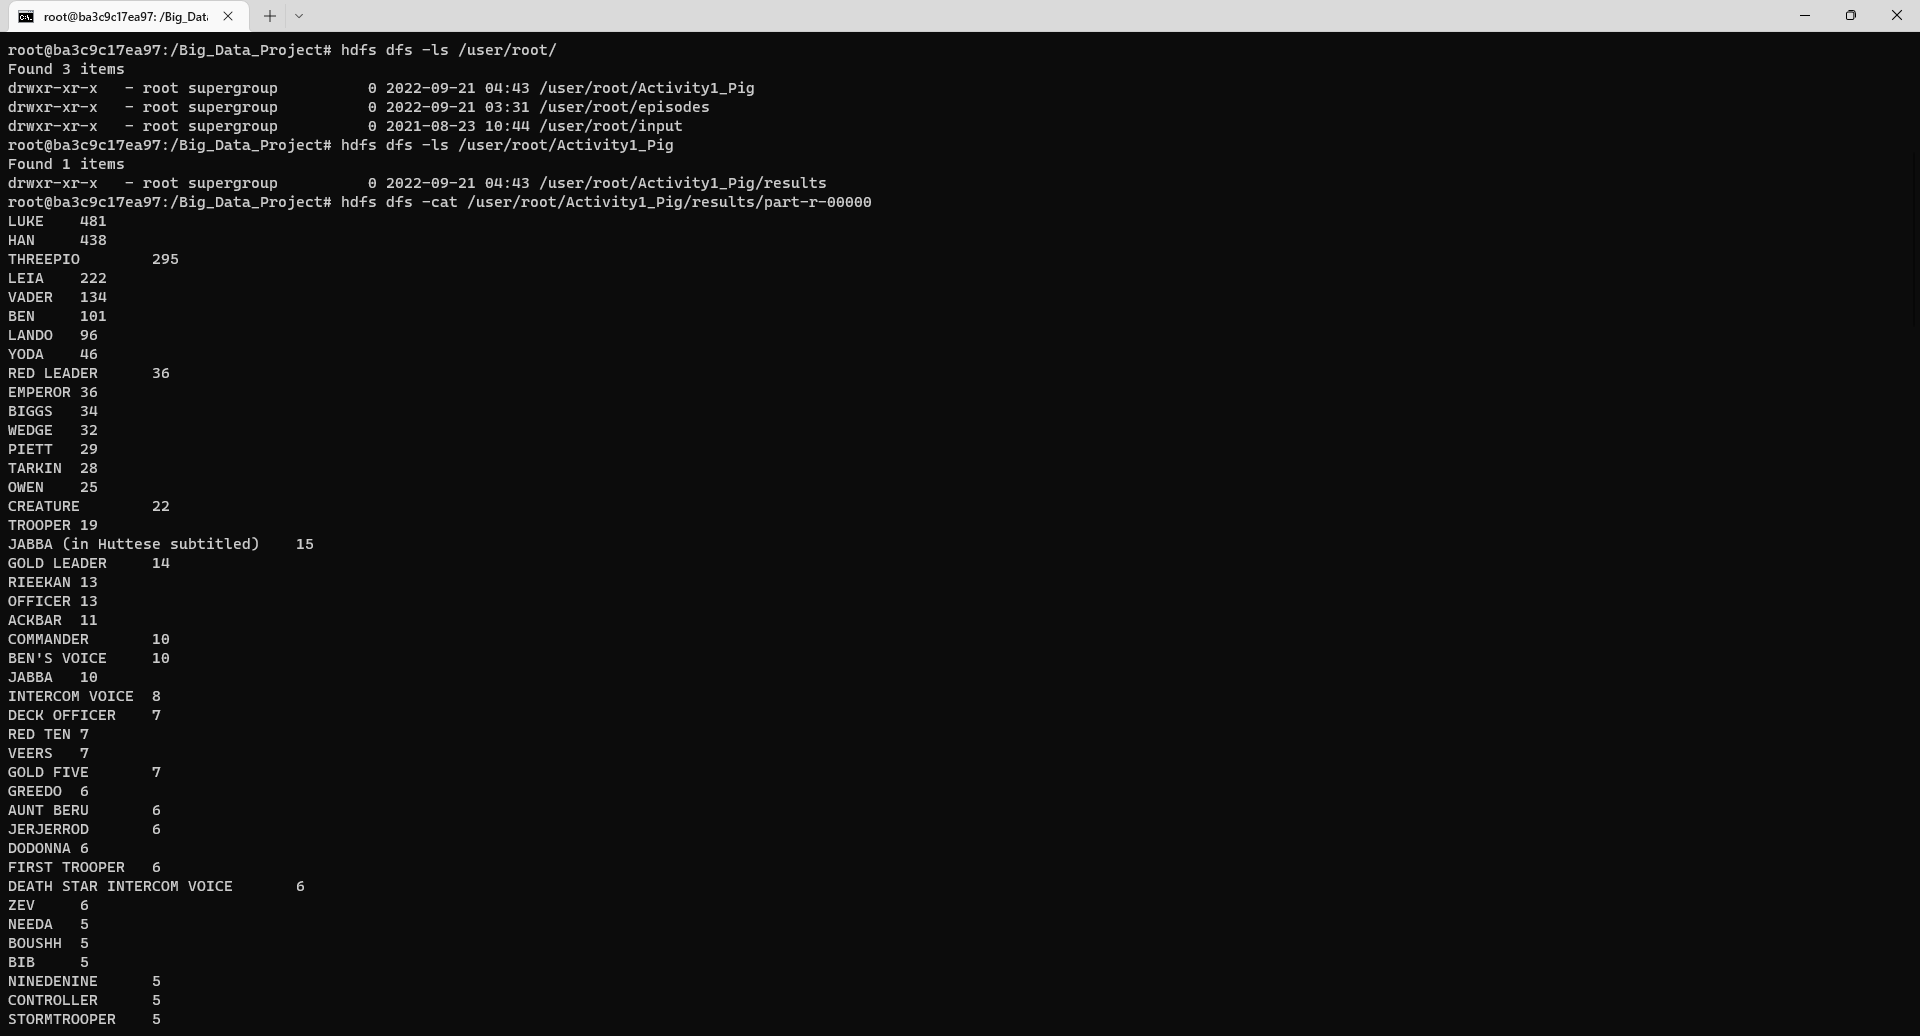 root@ba3c9c17ea97: /Big_Dat
root@ba3c9c17ea97:/Big_Data_Project# hdfs dfs -ls /user/root/
Found 3 items
drwxr-xr-x   - root supergroup          0 2022-09-21 04:43 /user/root/Activity1_Pig
drwxr-xr-x   - root supergroup          0 2022-09-21 03:31 /user/root/episodes
drwxr-xr-x   - root supergroup          0 2021-08-23 10:44 /user/root/input
root@ba3c9c17ea97:/Big_Data_Project# hdfs dfs -ls /user/root/Activity1_Pig
Found 1 items
drwxr-xr-x   - root supergroup          0 2022-09-21 04:43 /user/root/Activity1_Pig/results
root@ba3c9c17ea97:/Big_Data_Project# hdfs dfs -cat /user/root/Activity1_Pig/results/part-r-00000
LUKE    481
HAN     438
THREEPIO        295
LEIA    222
VADER   134
BEN     101
LANDO   96
YODA    46
RED LEADER      36
EMPEROR 36
BIGGS   34
WEDGE   32
PIETT   29
TARKIN  28
OWEN    25
CREATURE        22
TROOPER 19
JABBA (in Huttese subtitled)    15
GOLD LEADER     14
RIEEKAN 13
OFFICER 13
ACKBAR  11
COMMANDER       10
BEN'S VOICE     10
JABBA   10
INTERCOM VOICE  8
DECK OFFICER    7
RED TEN 7
VEERS   7
GOLD FIVE       7
GREEDO  6
AUNT BERU       6
JERJERROD       6
DODONNA 6
FIRST TROOPER   6
DEATH STAR INTERCOM VOICE       6
ZEV     6
NEEDA   5
BOUSHH  5
BIB     5
NINEDENINE      5
CONTROLLER      5
STORMTROOPER    5